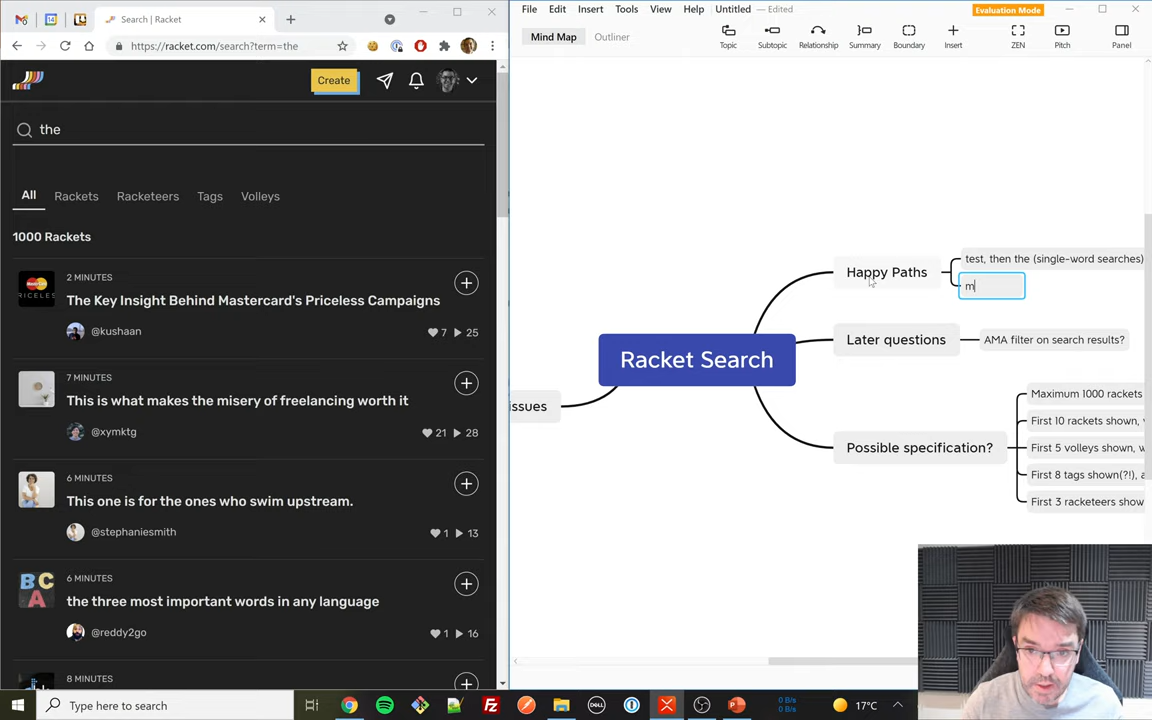 Search | Racket
https://racket.com/search?term=the
Create
the
All
Rackets
Racketeers
Tags
Volleys
1000 Rackets
2 MINUTES
The Key Insight Behind Mastercard's Priceless Campaigns
@kushaan
7
25
7 MINUTES
This is what makes the misery of freelancing worth it
@xymktg
21
28
6 MINUTES
This one is for the ones who swim upstream.
@stephaniesmith
1
13
6 MINUTES
the three most important words in any language
@reddy2go
1
16
8 MINUTES
File
Edit
Insert
Tools
View
Help
Untitled
— Edited
Evaluation Mode
Mind Map
Outliner
Topic
Subtopic
Relationship
Summary
Boundary
Insert
ZEN
Pitch
Panel
Happy Paths
test, then the (single-word searches)
m
Later questions
AMA filter on search results?
Racket Search
issues
Possible specification?
Maximum 1000 rackets
First 10 rackets shown,
First 5 volleys shown, w
First 8 tags shown(?!), a
First 3 racketeers show
Type here to search
0 B/s
0 B/s
17°C